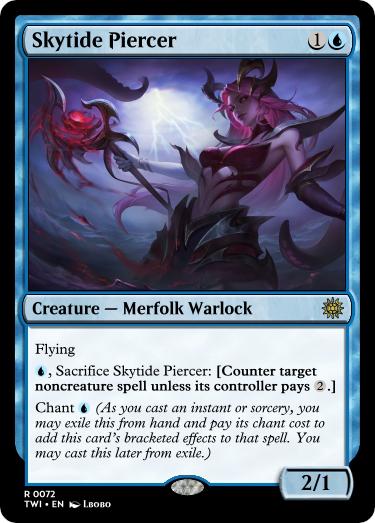 Skytide Piercer 1
Creature — Merfolk Warlock
Flying
, Sacrifice Skytide Piercer: [Counter target
noncreature spell unless its controller pays 2.]
Chant (As you cast an instant or sorcery, you
may exile this from hand and pay its chant cost to
add this card's bracketed effects to that spell. You
may cast this later from exile.)
2/1
R 0072
TWI • EN Lbobo